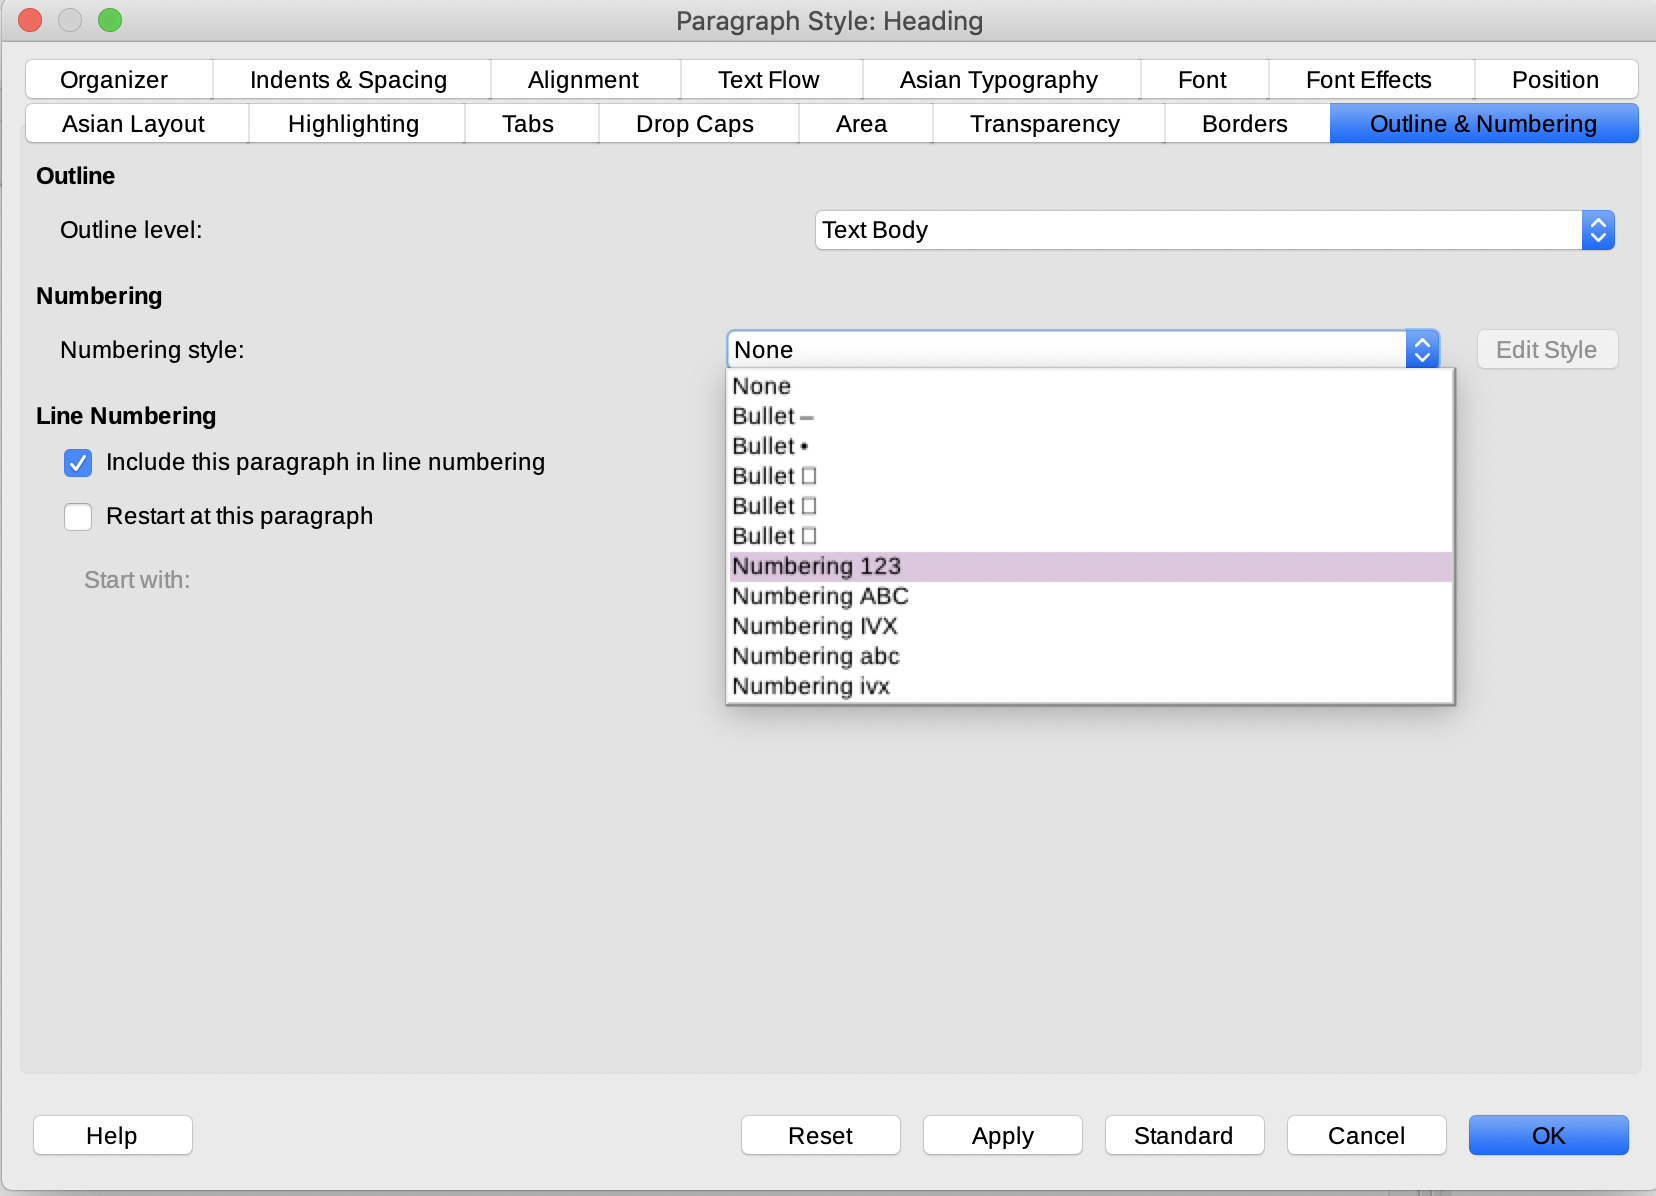 Paragraph Style: Heading
Organizer Indents & Spacing Alignment Text Flow Asian Typography Font Font Effects Position
Asian Layout Highlighting Tabs Drop Caps Area Transparency Borders Outline & Numbering
Outline
Outline level: Text Body
Numbering
Numbering style: None Edit Style
None
Bullet –
Bullet •
Bullet □
Bullet □
Bullet □
Numbering 123
Numbering ABC
Numbering IVX
Numbering abc
Numbering ivx
Line Numbering
Include this paragraph in line numbering
Restart at this paragraph
Start with:
Help Reset Apply Standard Cancel OK